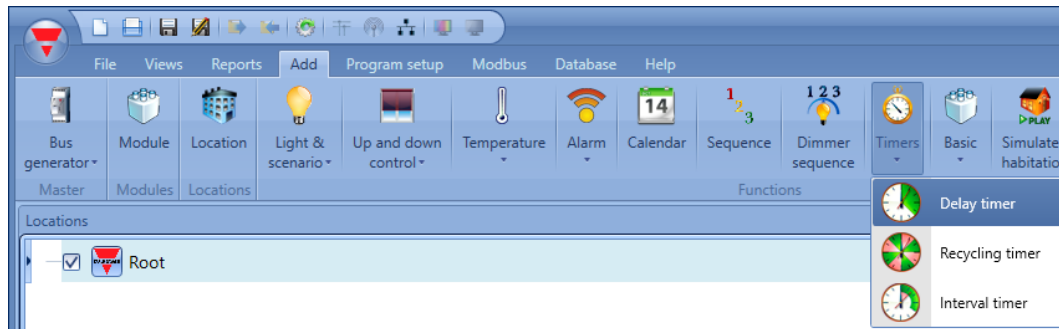 File Views Reports Add Program setup Modbus Database Help
14
1 2 3
1 2 3
PLAY
Bus generator
Module
Location
Light & scenario
Up and down control
Temperature
Alarm
Calendar
Sequence
Dimmer sequence
Timers
Basic
Simulate
habitatio
Master
Modules
Locations
Functions
Delay timer
Recycling timer
Interval timer
Locations
Root